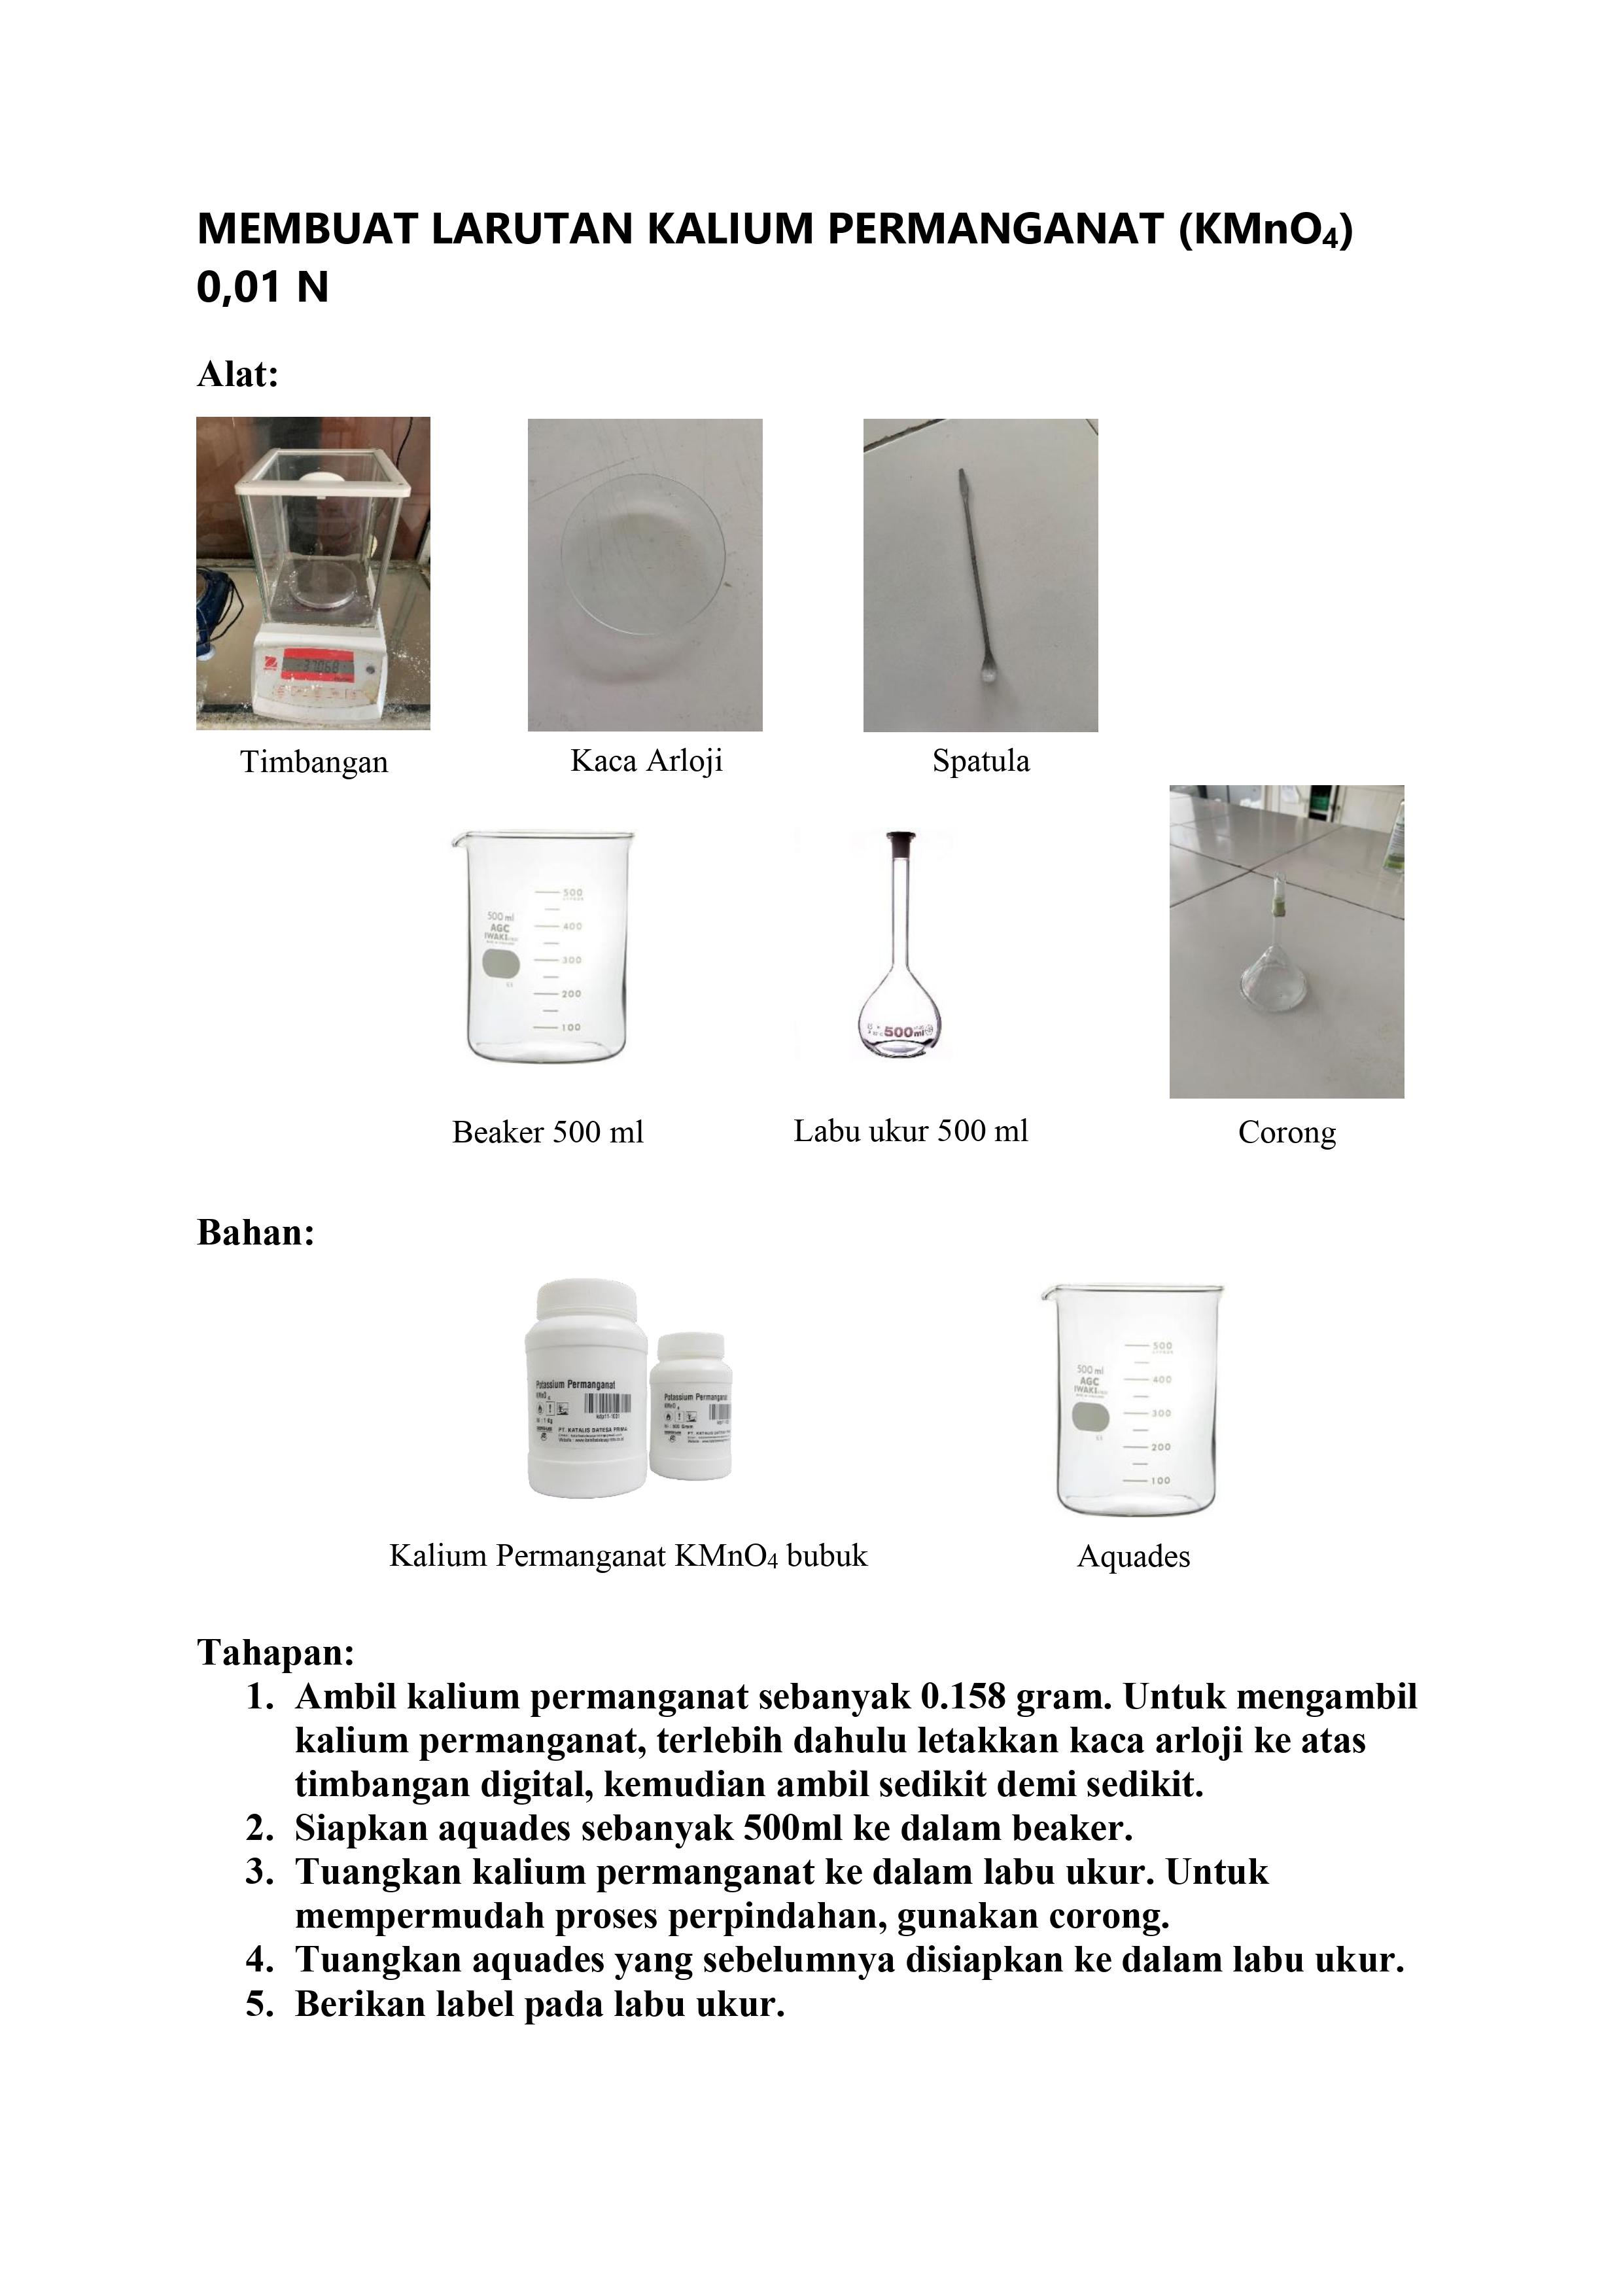 MEMBUAT LARUTAN KALIUM PERMANGANAT (KMnO₄)
0,01 N
Alat:
Timbangan
Kaca Arloji
Spatula
500 ml
AGC
IWAKI
500
400
300
200
100
500ml
Beaker 500 ml
Labu ukur 500 ml
Corong
Bahan:
Potassium Permanganat
PT. KATALIS DATESA PRIMA
Potassium Permanganat
500 ml
AGC
IWAKI
500
400
300
200
100
Kalium Permanganat KMnO₄ bubuk
Aquades
Tahapan:
1. Ambil kalium permanganat sebanyak 0.158 gram. Untuk mengambil
kalium permanganat, terlebih dahulu letakkan kaca arloji ke atas
timbangan digital, kemudian ambil sedikit demi sedikit.
2. Siapkan aquades sebanyak 500ml ke dalam beaker.
3. Tuangkan kalium permanganat ke dalam labu ukur. Untuk
mempermudah proses perpindahan, gunakan corong.
4. Tuangkan aquades yang sebelumnya disiapkan ke dalam labu ukur.
5. Berikan label pada labu ukur.